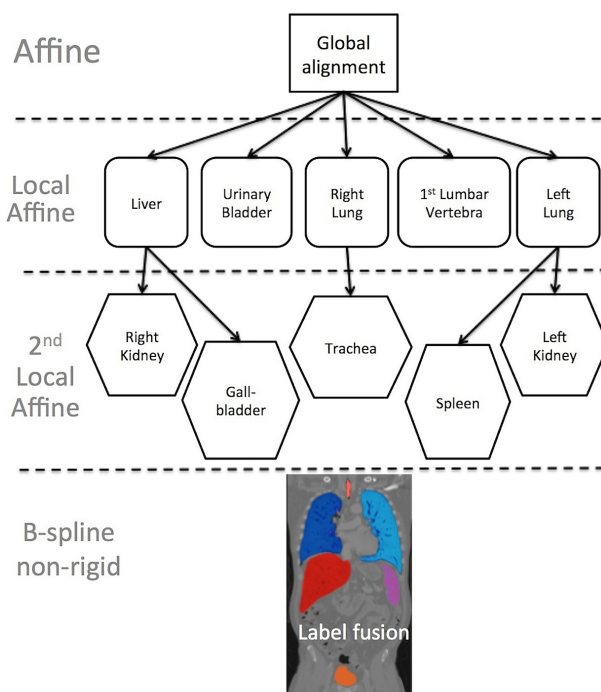 Affine
Global
alignment
Local
Affine
Liver
Urinary
Bladder
Right
Lung
1st Lumbar
Vertebra
Left
Lung
2nd
Local
Affine
Right
Kidney
Gall-
bladder
Trachea
Spleen
Left
Kidney
B-spline
non-rigid
Label fusion